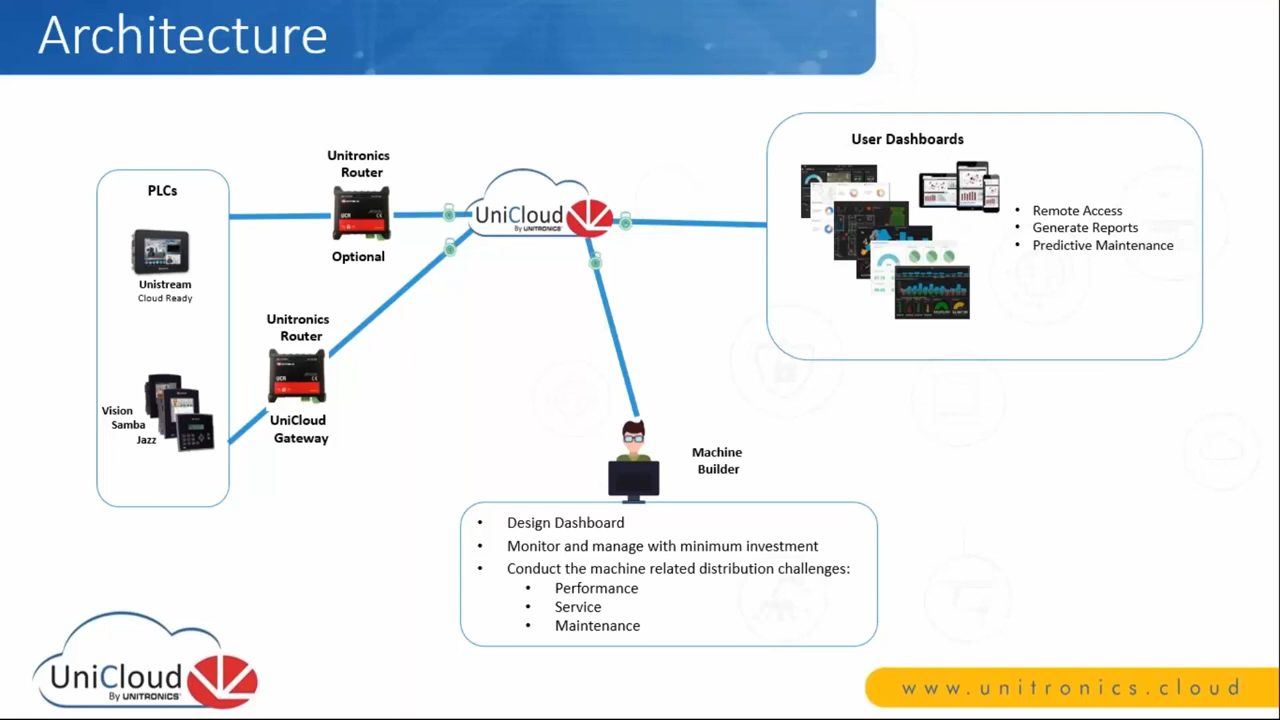 Architecture
PLCs
Unistream
Cloud Ready
Vision
Samba
Jazz
Unitronics
Router
UCR
Optional
Unitronics
Router
UCR
UniCloud
Gateway
UniCloud
By UNITRONICS
User Dashboards
• Remote Access
• Generate Reports
• Predictive Maintenance
Machine
Builder
• Design Dashboard
• Monitor and manage with minimum investment
• Conduct the machine related distribution challenges:
• Performance
• Service
• Maintenance
UniCloud
By UNITRONICS
www.unitronics.cloud